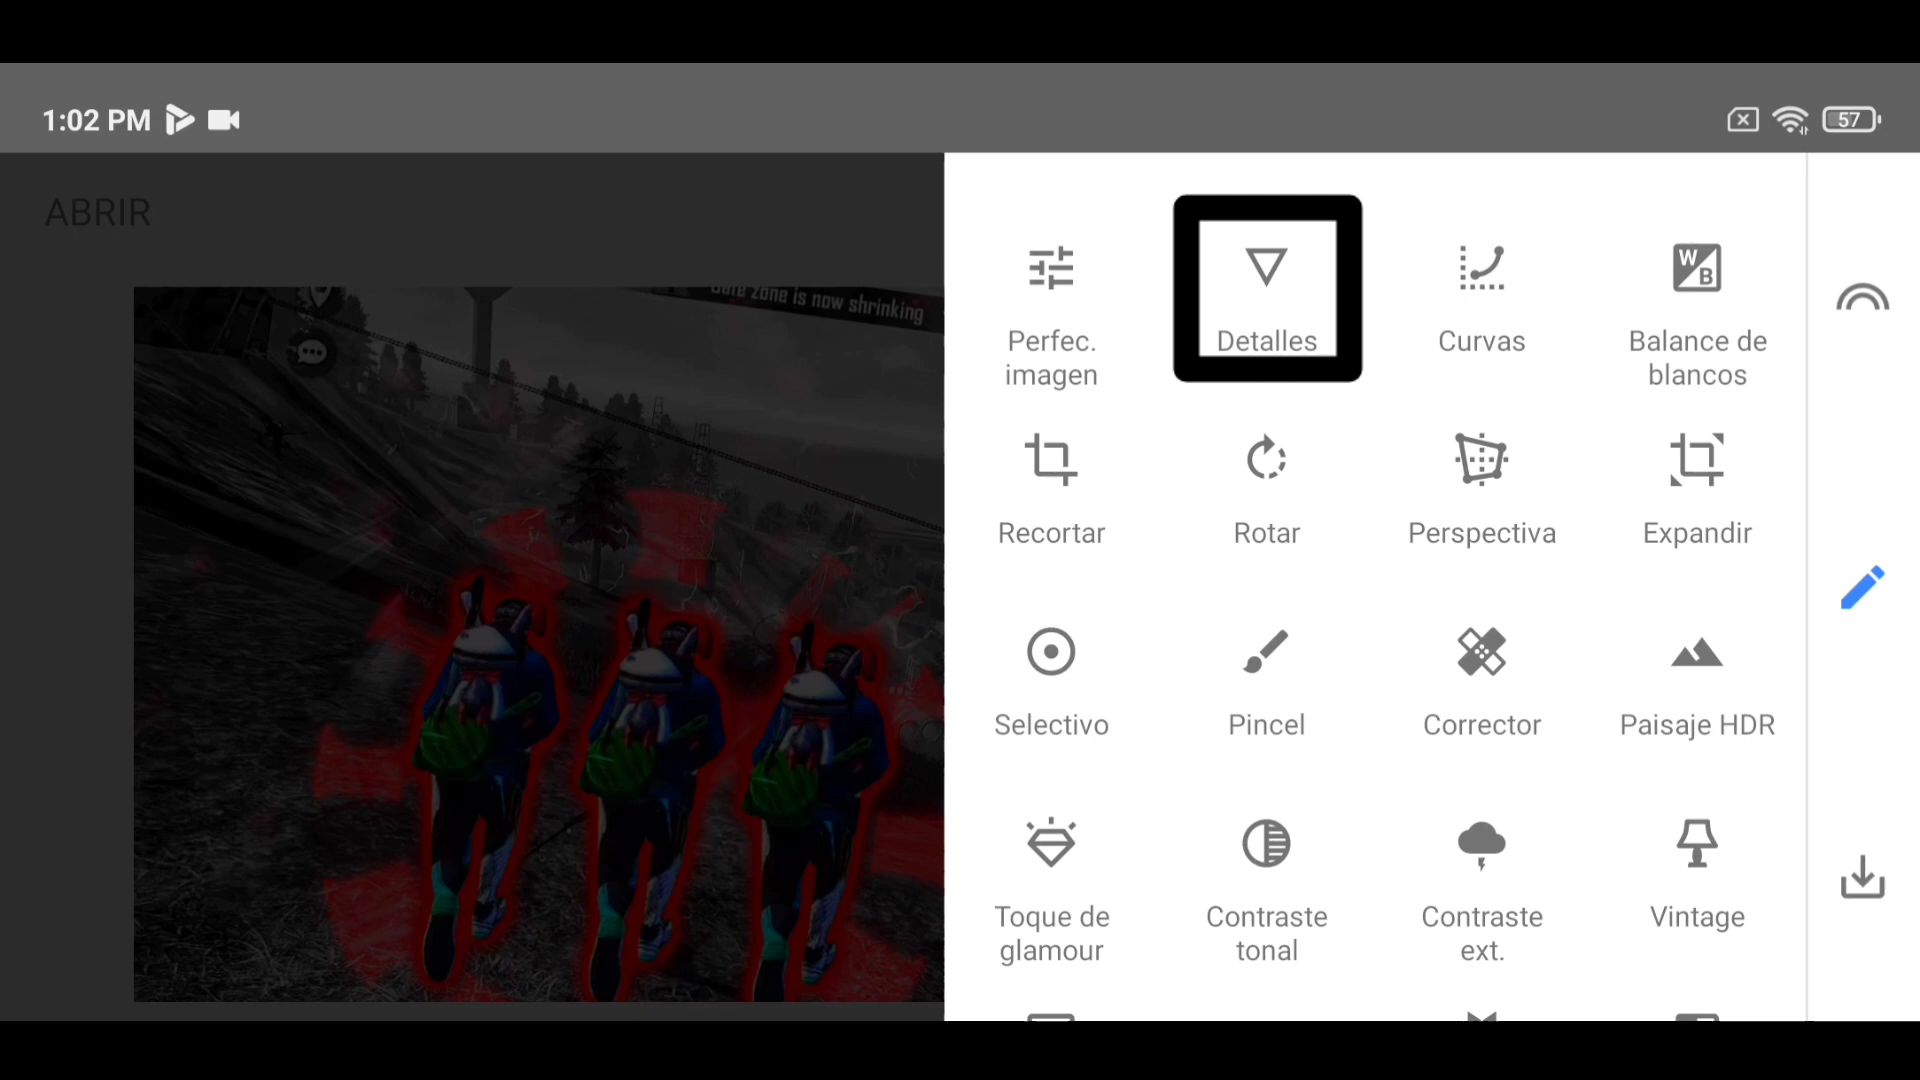 1:02 PM
57
ABRIR
zone is now shrinking
Perfec.
imagen
Detalles
Curvas
W
B
Balance de
blancos
Recortar
Rotar
Perspectiva
Expandir
Selectivo
Pincel
Corrector
Paisaje HDR
Toque de
glamour
Contraste
tonal
Contraste
ext.
Vintage